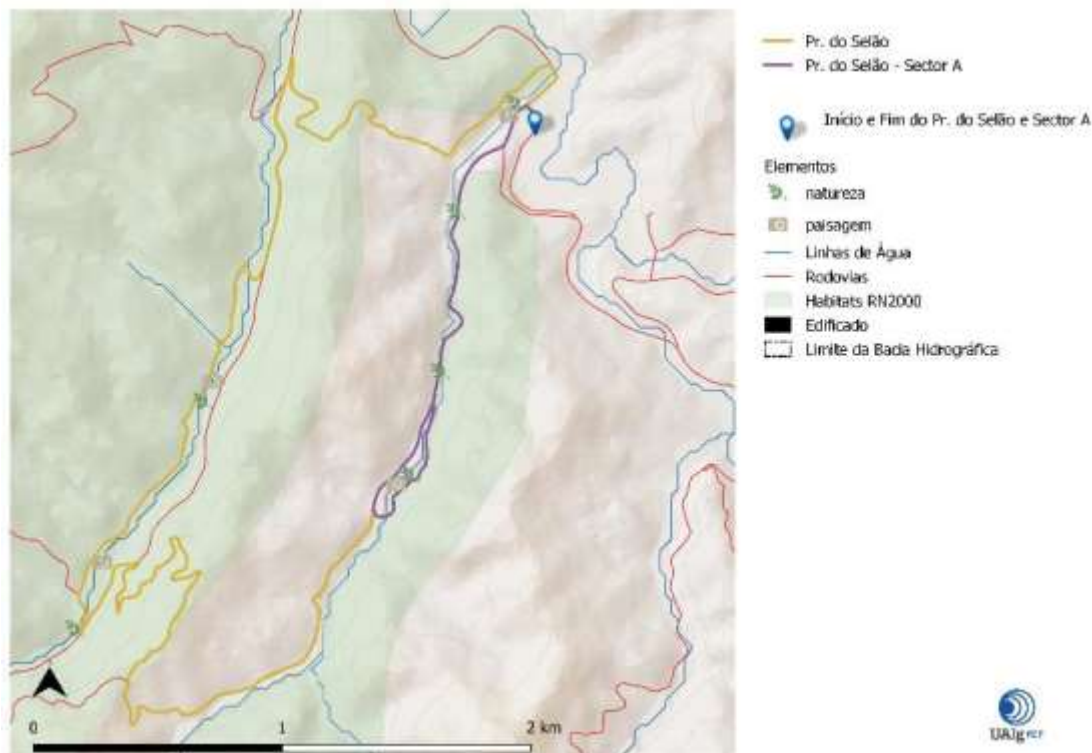 Pr. do Selão
Pr. do Selão - Sector A
Início e Fim do Pr. do Selão e Sector A
Elementos
natureza
paisagem
Linhas de Água
Rodovias
Habitats RN2000
Edificado
Limite da Bacia Hidrográfica
0 1 2 km
UAlg FCT